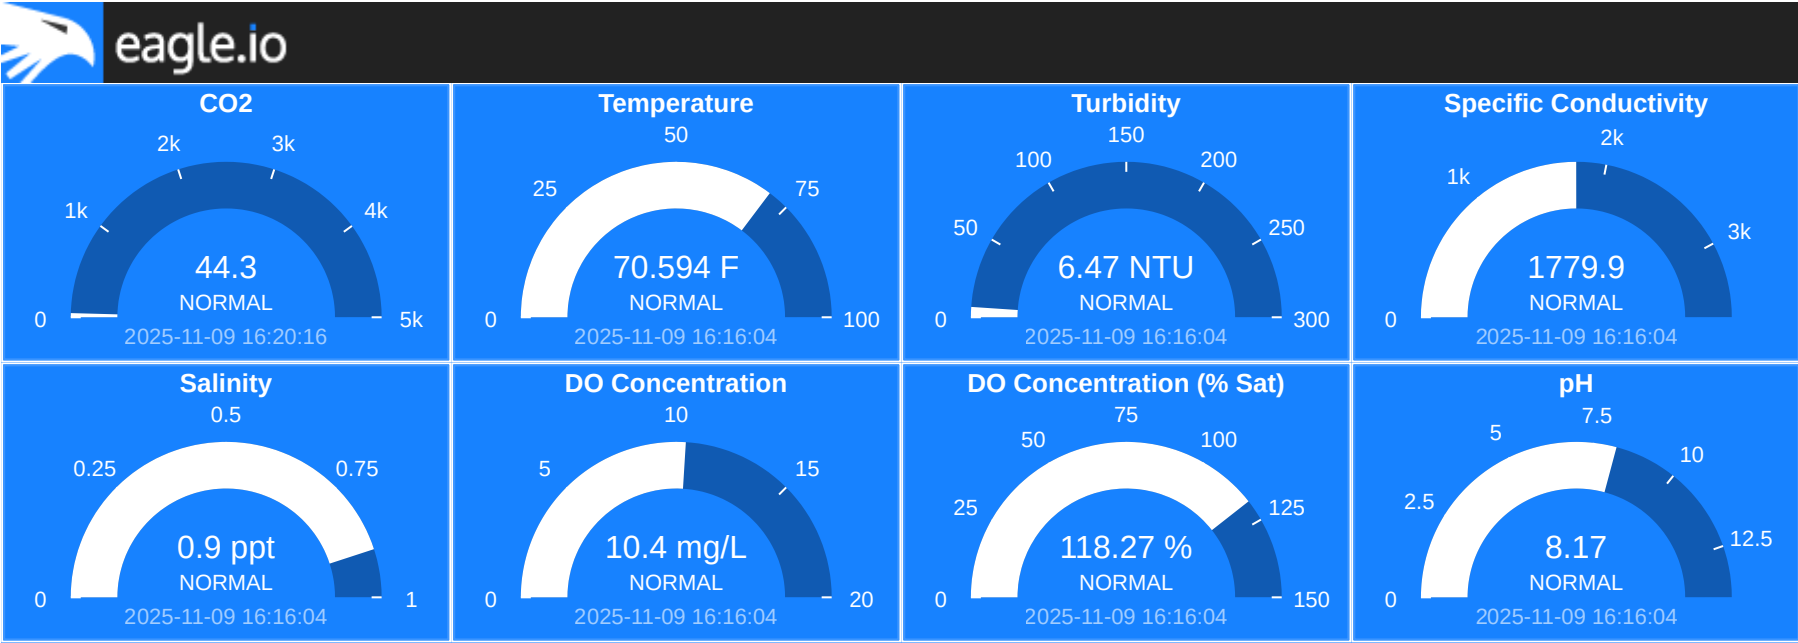 eagle.io
CO2
2k
3k
1k
4k
44.3
NORMAL
0
5k
2025-11-09 16:20:16
Temperature
50
25
75
70.594 F
NORMAL
0
100
2025-11-09 16:16:04
Turbidity
150
100
200
50
250
6.47 NTU
NORMAL
0
300
2025-11-09 16:16:04
Specific Conductivity
2k
1k
3k
1779.9
NORMAL
0
2025-11-09 16:16:04
Salinity
0.5
0.25
0.75
0.9 ppt
NORMAL
0
1
2025-11-09 16:16:04
DO Concentration
10
5
15
10.4 mg/L
NORMAL
0
20
2025-11-09 16:16:04
DO Concentration (% Sat)
75
50
100
25
125
118.27 %
NORMAL
0
150
2025-11-09 16:16:04
pH
7.5
5
10
2.5
12.5
8.17
NORMAL
0
2025-11-09 16:16:04